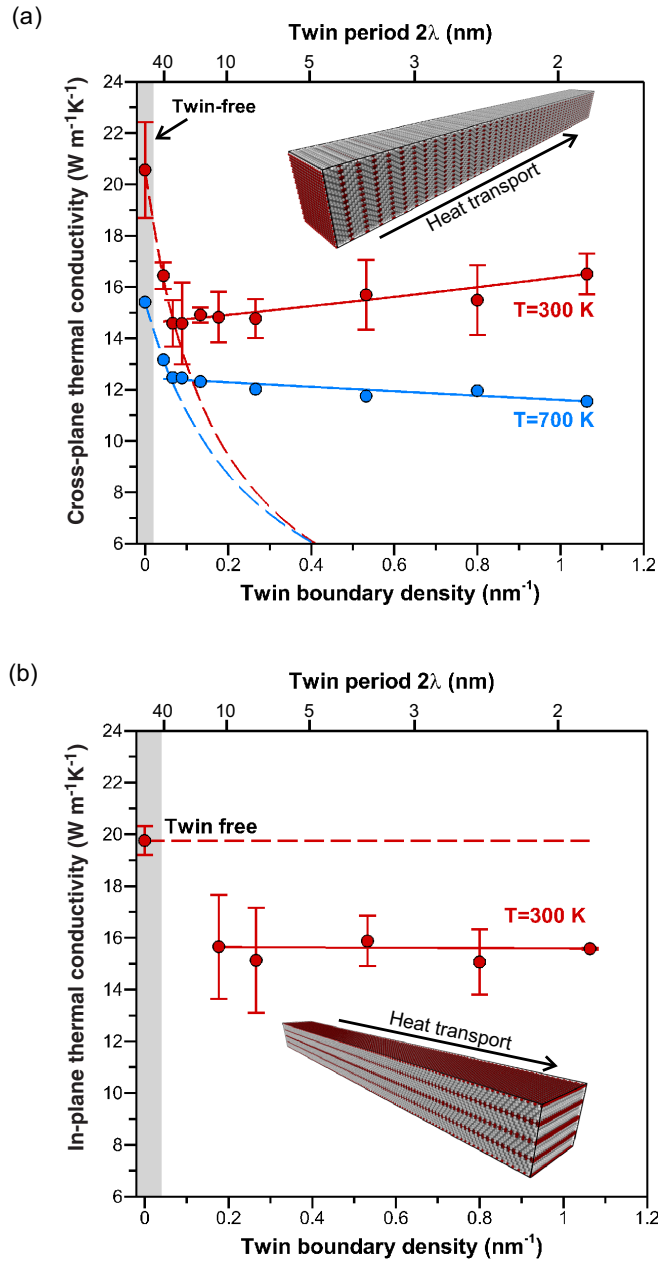 (a)
Twin period 2λ (nm)
40 10 5 4 3 2
24
22
20
18
16
14
12
10
8
6
Cross-plane thermal conductivity (W m⁻¹K⁻¹)
Twin-free
Heat transport
T=300 K
T=700 K
0 0.2 0.4 0.6 0.8 1 1.2
Twin boundary density (nm⁻¹)
(b)
Twin period 2λ (nm)
40 10 5 3 2
24
22
20
18
16
14
12
10
8
6
In-plane thermal conductivity (W m⁻¹K⁻¹)
Twin free
T=300 K
Heat transport
0 0.2 0.4 0.6 0.8 1 1.2
Twin boundary density (nm⁻¹)